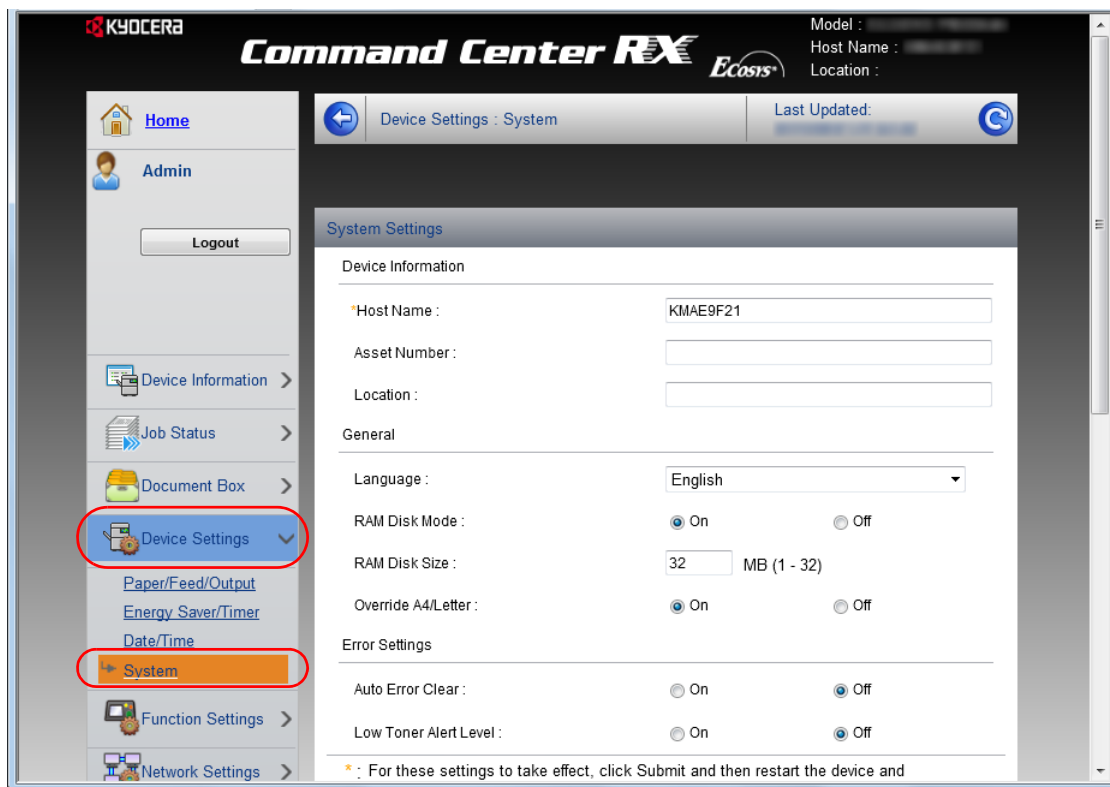 KYOCERA
Command Center RX Ecosys
Model :
Host Name :
Location :
Home
Admin
Logout
Device Information
Job Status
Document Box
Device Settings
Paper/Feed/Output
Energy Saver/Timer
Date/Time
System
Function Settings
Network Settings
Device Settings : System
Last Updated:
System Settings
Device Information
*Host Name : KMAE9F21
Asset Number :
Location :
General
Language : English
RAM Disk Mode : On Off
RAM Disk Size : 32 MB (1 - 32)
Override A4/Letter : On Off
Error Settings
Auto Error Clear : On Off
Low Toner Alert Level : On Off
* : For these settings to take effect, click Submit and then restart the device and